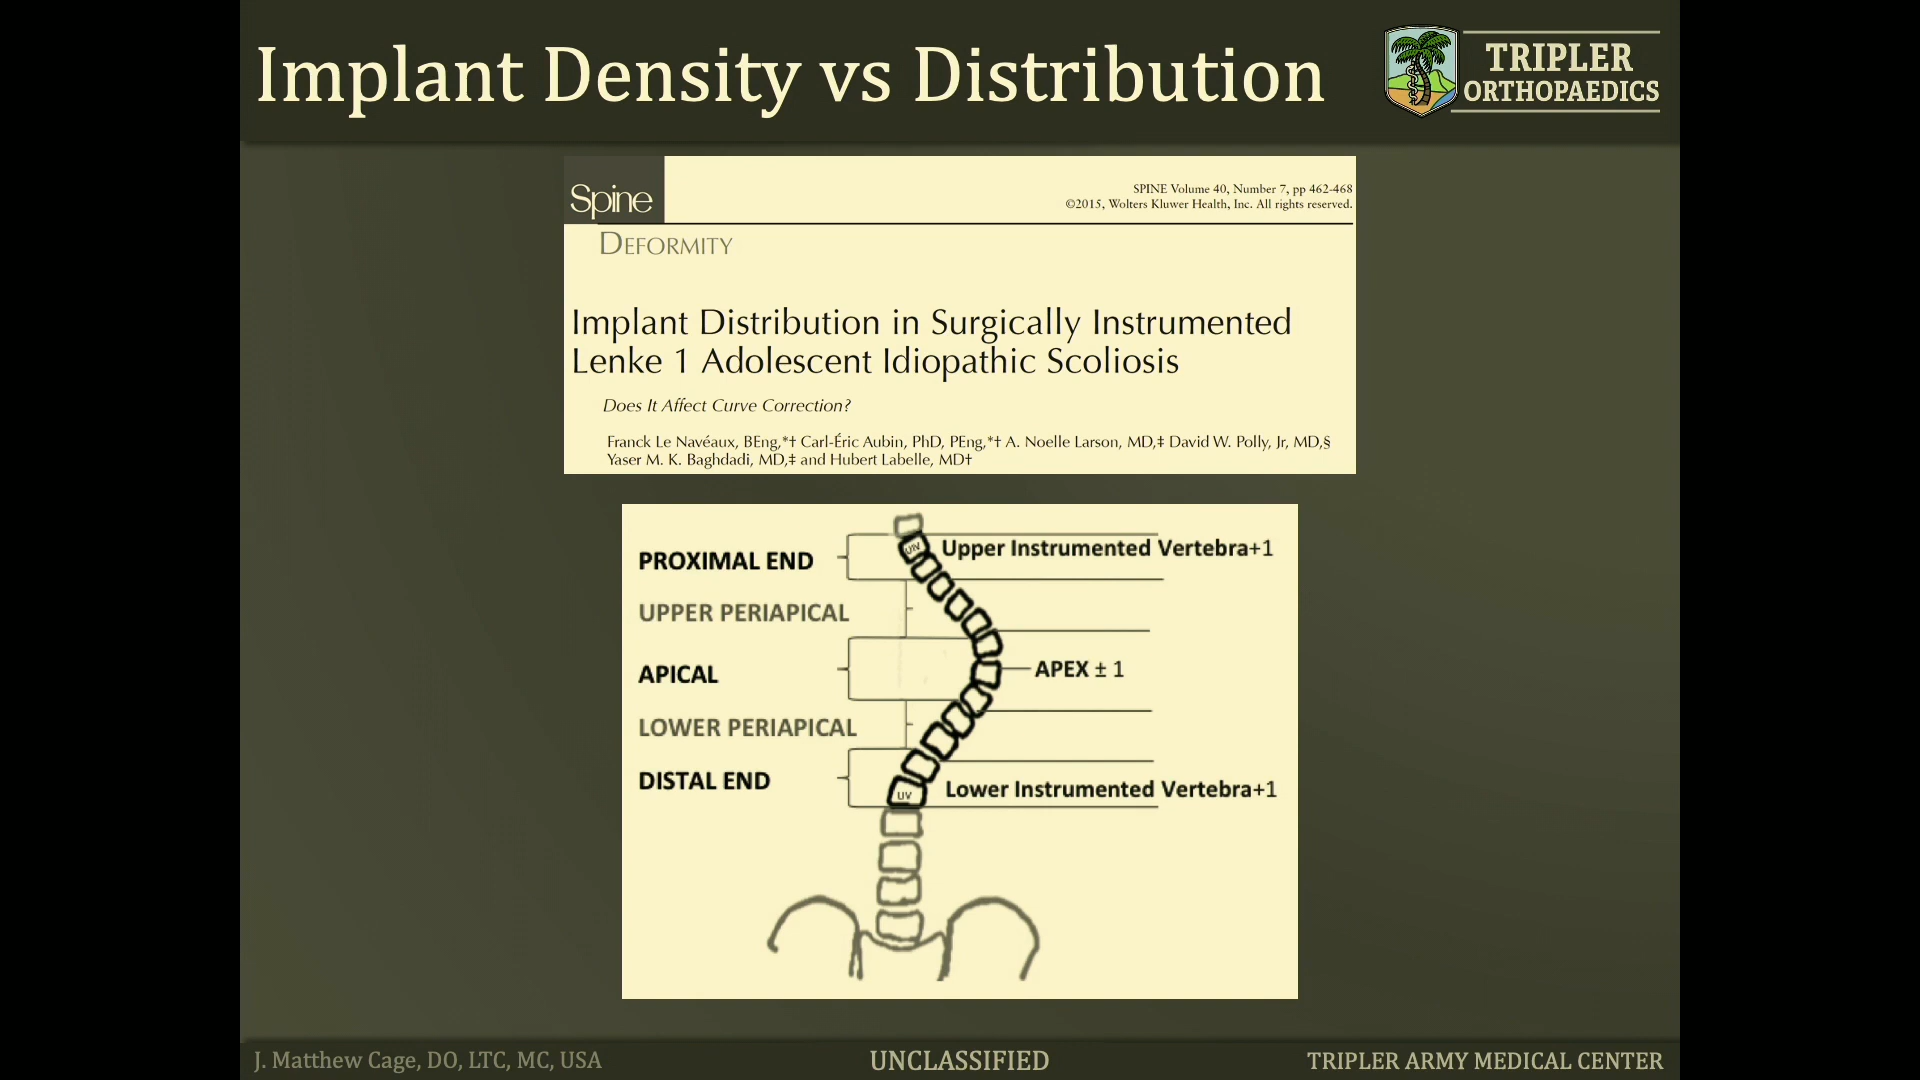 Implant Density vs Distribution
TRIPLER
ORTHOPAEDICS
Spine
SPINE Volume 40, Number 7, pp 462-468
©2015, Wolters Kluwer Health, Inc. All rights reserved.
DEFORMITY
Implant Distribution in Surgically Instrumented
Lenke 1 Adolescent Idiopathic Scoliosis
Does It Affect Curve Correction?
Franck Le Navéaux, BEng,*† Carl-Éric Aubin, PhD, PEng,*† A. Noelle Larson, MD,‡ David W. Polly, Jr, MD,§
Yaser M. K. Baghdadi, MD,‡ and Hubert Labelle, MD†
UIV
Upper Instrumented Vertebra+1
PROXIMAL END
UPPER PERIAPICAL
APICAL
APEX ± 1
LOWER PERIAPICAL
DISTAL END
Lower Instrumented Vertebra+1
J. Matthew Cage, DO, LTC, MC, USA
UNCLASSIFIED
TRIPLER ARMY MEDICAL CENTER